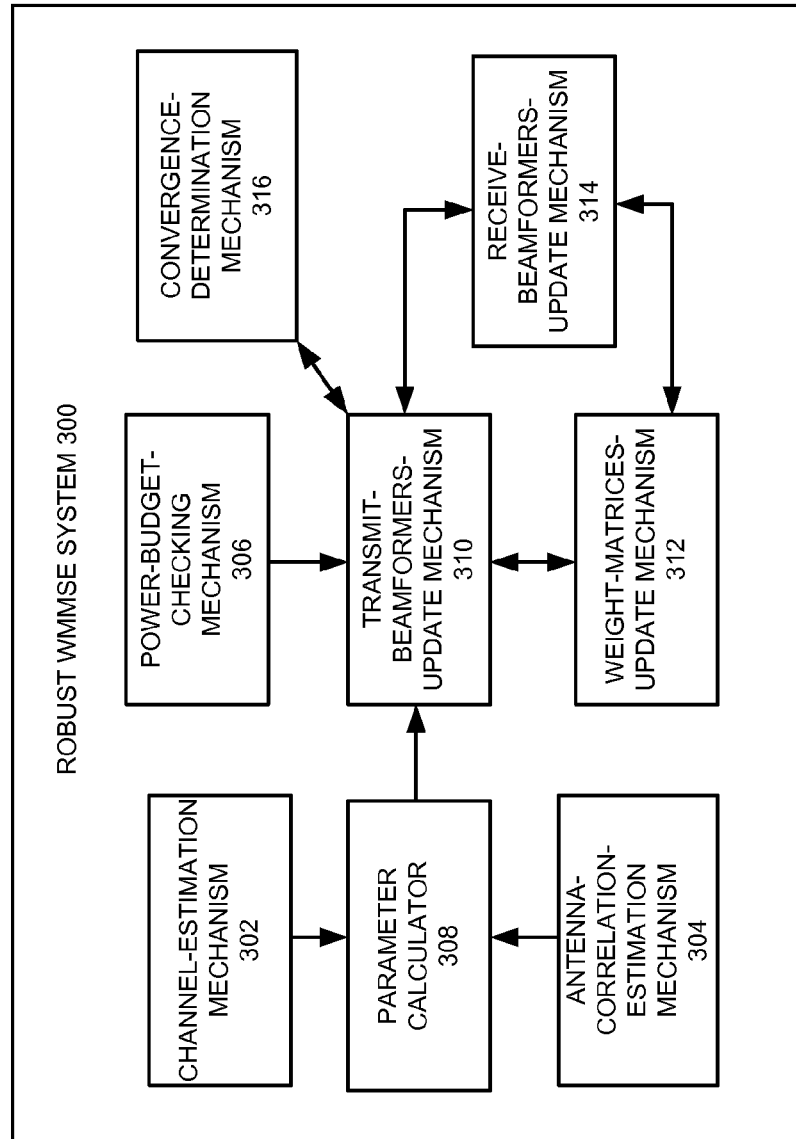 ROBUST WMMSE SYSTEM 300
CHANNEL-ESTIMATION
MECHANISM
302
POWER-BUDGET-
CHECKING
MECHANISM
306
CONVERGENCE-
DETERMINATION
MECHANISM
316
PARAMETER
CALCULATOR
308
TRANSMIT-
BEAMFORMERS-
UPDATE MECHANISM
310
RECEIVE-
BEAMFORMERS-
UPDATE MECHANISM
314
ANTENNA-
CORRELATION-
ESTIMATION
MECHANISM
304
WEIGHT-MATRICES-
UPDATE MECHANISM
312